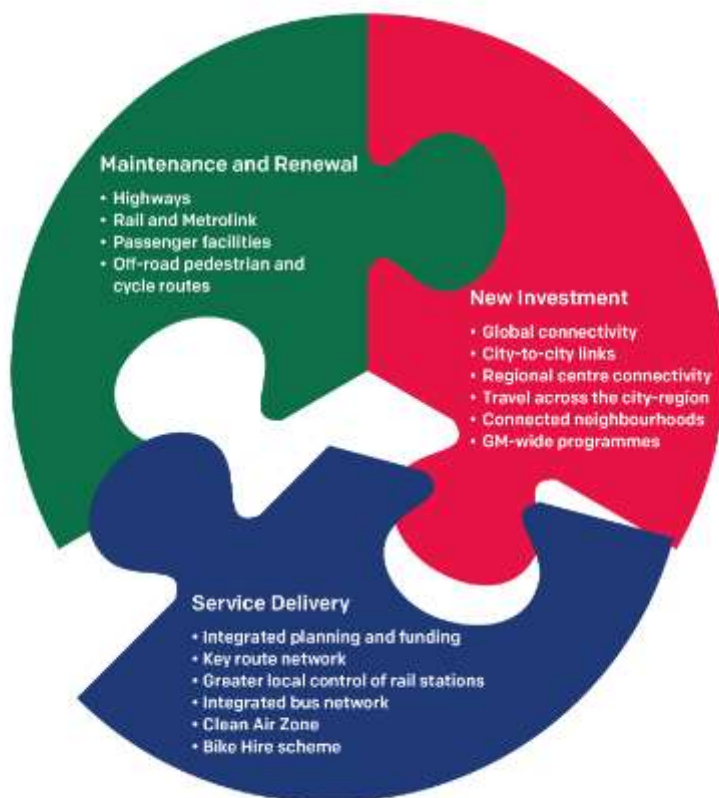 Maintenance and Renewal
• Highways
• Rail and Metrolink
• Passenger facilities
• Off-road pedestrian and
cycle routes
New Investment
• Global connectivity
• City-to-city links
• Regional centre connectivity
• Travel across the city-region
• Connected neighbourhoods
• GM-wide programmes
Service Delivery
• Integrated planning and funding
• Key route network
• Greater local control of rail stations
• Integrated bus network
• Clean Air Zone
• Bike Hire scheme